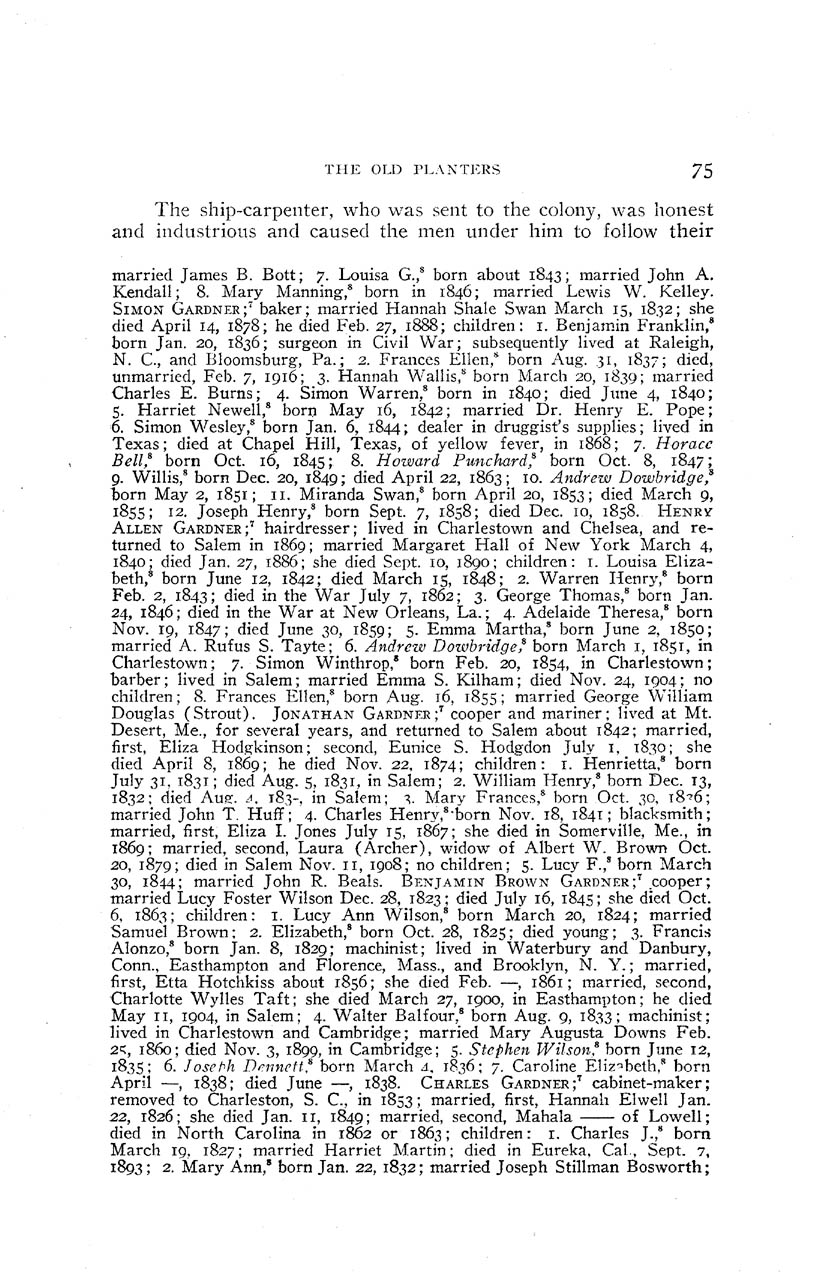 THE OLD PLANTERS 75
The ship-carpenter, who was sent to the colony, was honest
and industrious and caused the men under him to follow their
married James B. Bott; 7. Louisa G.,⁸ born about 1843; married John A.
Kendall; 8. Mary Manning,⁸ born in 1846; married Lewis W. Kelley.
SIMON GARDNER;⁷ baker; married Hannah Shale Swan March 15, 1832; she
died April 14, 1878; he died Feb. 27, 1888; children: 1. Benjamin Franklin,⁸
born Jan. 20, 1836; surgeon in Civil War; subsequently lived at Raleigh,
N. C., and Bloomsburg, Pa.; 2. Frances Ellen,⁸ born Aug. 31, 1837; died,
unmarried, Feb. 7, 1916; 3. Hannah Wallis,⁸ born March 20, 1839; married
Charles E. Burns; 4. Simon Warren,⁸ born in 1840; died June 4, 1840;
5. Harriet Newell,⁸ born May 16, 1842; married Dr. Henry E. Pope;
6. Simon Wesley,⁸ born Jan. 6, 1844; dealer in druggist's supplies; lived in
Texas; died at Chapel Hill, Texas, of yellow fever, in 1868; 7. Horace
Bell,⁸ born Oct. 16, 1845; 8. Howard Punchard,⁸ born Oct. 8, 1847;
9. Willis,⁸ born Dec. 20, 1849; died April 22, 1863; 10. Andrew Dowbridge,⁸
born May 2, 1851; 11. Miranda Swan,⁸ born April 20, 1853; died March 9,
1855; 12. Joseph Henry,⁸ born Sept. 7, 1858; died Dec. 10, 1858. HENRY
ALLEN GARDNER;⁷ hairdresser; lived in Charlestown and Chelsea, and re-
turned to Salem in 1869; married Margaret Hall of New York March 4,
1840; died Jan. 27, 1886; she died Sept. 10, 1890; children: 1. Louisa Eliza-
beth,⁸ born June 12, 1842; died March 15, 1848; 2. Warren Henry,⁸ born
Feb. 2, 1843; died in the War July 7, 1862; 3. George Thomas,⁸ born Jan.
24, 1846; died in the War at New Orleans, La.; 4. Adelaide Theresa,⁸ born
Nov. 19, 1847; died June 30, 1859; 5. Emma Martha,⁸ born June 2, 1850;
married A. Rufus S. Tayte; 6. Andrew Dowbridge,⁸ born March 1, 1851, in
Charlestown; 7. Simon Winthrop,⁸ born Feb. 20, 1854, in Charlestown;
barber; lived in Salem; married Emma S. Kilham; died Nov. 24, 1904; no
children; 8. Frances Ellen,⁸ born Aug. 16, 1855; married George William
Douglas (Strout). JONATHAN GARDNER;⁷ cooper and mariner; lived at Mt.
Desert, Me., for several years, and returned to Salem about 1842; married,
first, Eliza Hodgkinson; second, Eunice S. Hodgdon July 1, 1830; she
died April 8, 1869; he died Nov. 22, 1874; children: 1. Henrietta,⁸ born
July 31, 1831; died Aug. 5, 1831, in Salem; 2. William Henry,⁸ born Dec. 13,
1832; died Aug. 4, 183-, in Salem; 3. Mary Frances,⁸ born Oct. 30,
married John T. Huff; 4. Charles Henry,⁸ born Nov. 18, 1841; blacksmith;
married, first, Eliza I. Jones July 15, 1867; she died in Somerville, Me., in
1869; married, second, Laura (Archer), widow of Albert W. Brown Oct.
20, 1879; died in Salem Nov. 11, 1908; no children; 5. Lucy F.,⁸ born March
30, 1844; married John R. Beals. BENJAMIN BROWN GARDNER;⁷ cooper;
married Lucy Foster Wilson Dec. 28, 1823; died July 16, 1845; she died Oct.
6, 1863; children: 1. Lucy Ann Wilson,⁸ born March 20, 1824; married
Samuel Brown; 2. Elizabeth,⁸ born Oct. 28, 1825; died young; 3. Francis
Alonzo,⁸ born Jan. 8, 1829; machinist; lived in Waterbury and Danbury,
Conn., Easthampton and Florence, Mass., and Brooklyn, N. Y.; married,
first, Etta Hotchkiss about 1856; she died Feb. —, 1861; married, second,
Charlotte Wylles Taft; she died March 27, 1900, in Easthampton; he died
May 11, 1904, in Salem; 4. Walter Balfour,⁸ born Aug. 9, 1833; machinist;
lived in Charlestown and Cambridge; married Mary Augusta Downs Feb.
25, 1860; died Nov. 3, 1899, in Cambridge; 5. Stephen Wilson,⁸ born June 12,
1835; 6. Joseph Dennett,⁸ born March 4, 1836; 7. Caroline Elizabeth,⁸ born
April —, 1838; died June —, 1838. CHARLES GARDNER;⁷ cabinet-maker;
removed to Charleston, S. C., in 1853; married, first, Hannah Elwell Jan.
22, 1826; she died Jan. 11, 1849; married, second, Mahala —— of Lowell;
died in North Carolina in 1862 or 1863; children: 1. Charles J.,⁸ born
March 19, 1827; married Harriet Martin; died in Eureka, Cal., Sept. 7,
1893; 2. Mary Ann,⁸ born Jan. 22, 1832; married Joseph Stillman Bosworth;